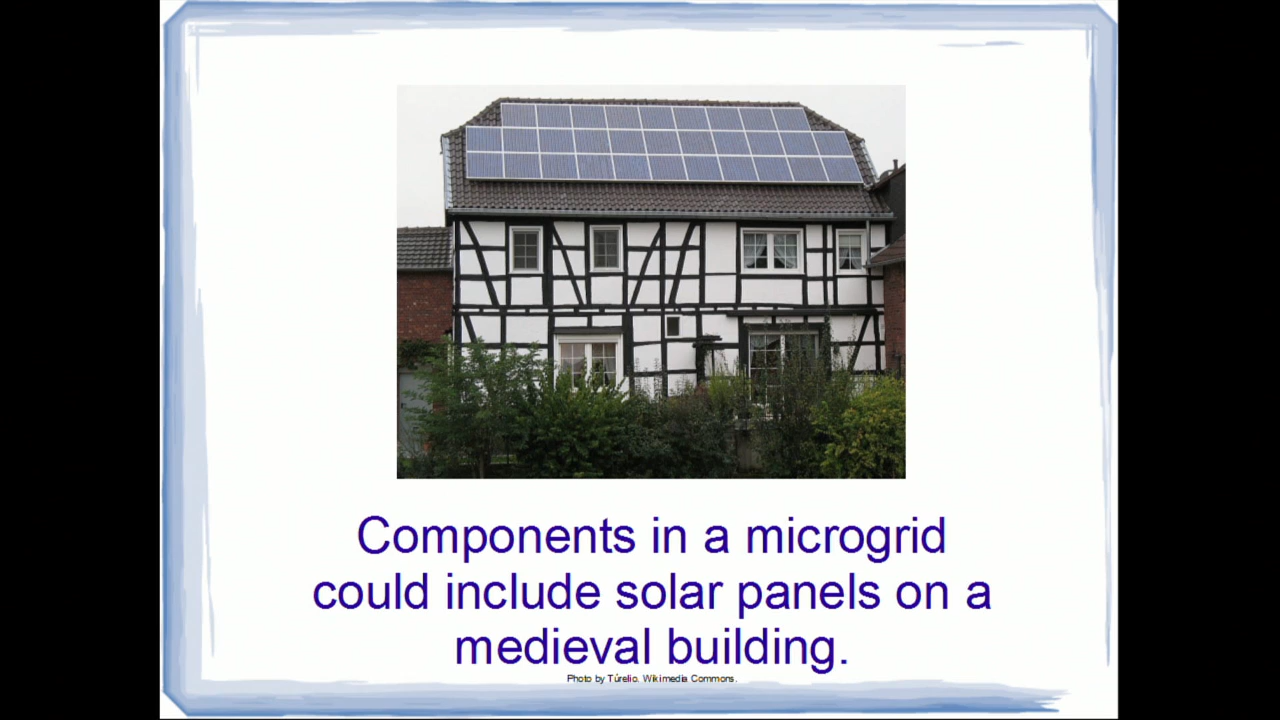 Components in a microgrid
could include solar panels on a
medieval building.
Photo by Túrelio. Wikimedia Commons.